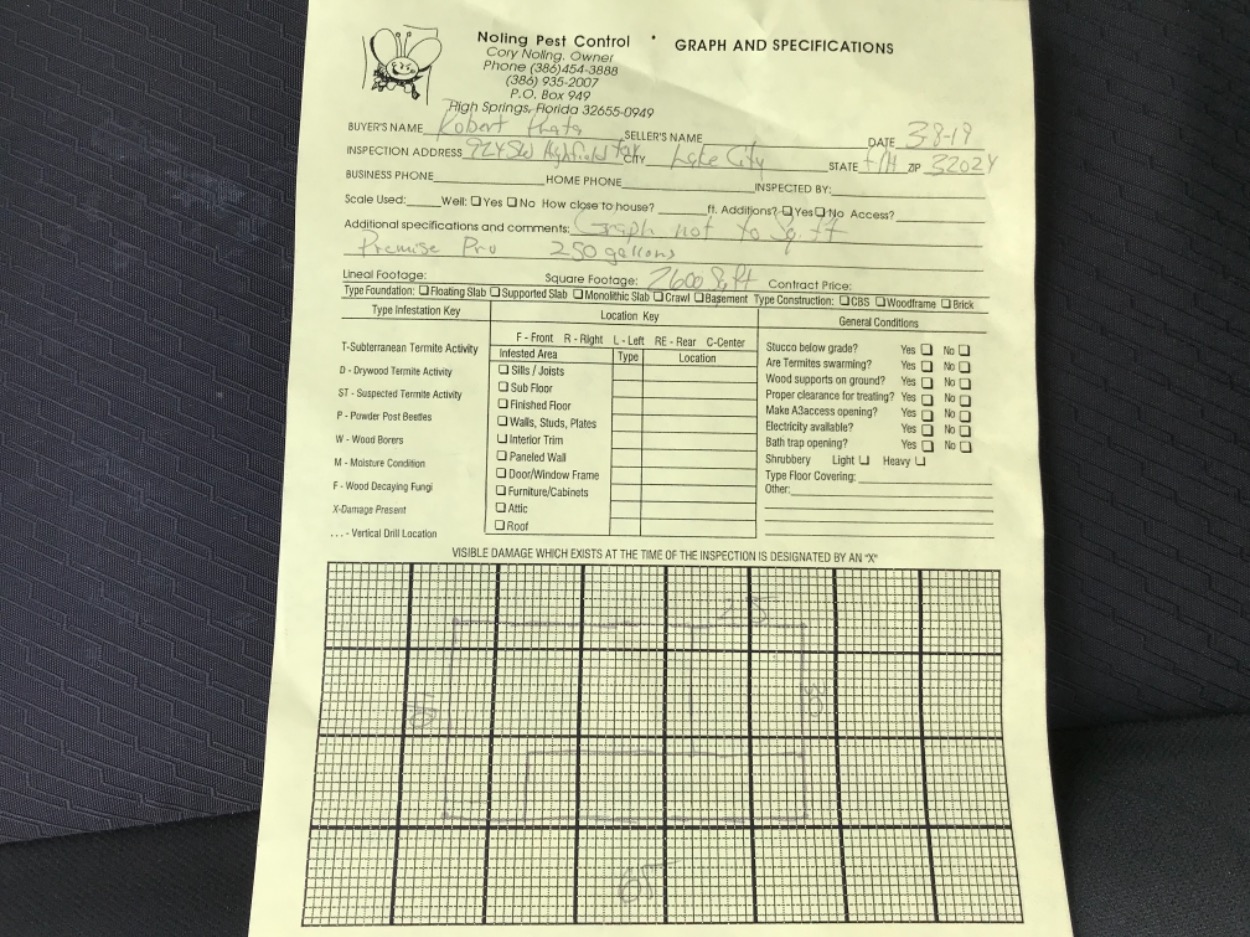 Noling Pest Control • GRAPH AND SPECIFICATIONS
Cory Noling, Owner
Phone (386)454-3888
(386) 935-2007
P.O. Box 949
High Springs, Florida 32655-0949
BUYER'S NAME Robert SELLER'S NAME DATE 3-8-19
INSPECTION ADDRESS 924 SW Highfield CITY Lake City STATE ZIP 32024
BUSINESS PHONE HOME PHONE INSPECTED BY:
Scale Used: Well: ❑ Yes ❑ No How close to house? ft. Additions? ❑ Yes ❑ No Access?
Additional specifications and comments: Graph not to Sq. ft
Premise Pro 250 gallons
Lineal Footage: Square Footage: 2600 Sq ft Contract Price:
Type Foundation: ❑ Floating Slab ❑ Supported Slab ❑ Monolithic Slab ❑ Crawl ❑ Basement Type Construction: ❑ CBS ❑ Woodframe ❑ Brick
Type Infestation Key
T-Subterranean Termite Activity
D - Drywood Termite Activity
ST - Suspected Termite Activity
P - Powder Post Beetles
W - Wood Borers
M - Moisture Condition
F - Wood Decaying Fungi
X-Damage Present
. . . - Vertical Drill Location
Location Key
F - Front R - Right L - Left RE - Rear C-Center
Infested Area Type Location
❑ Sills / Joists
❑ Sub Floor
❑ Finished Floor
❑ Walls, Studs, Plates
❑ Interior Trim
❑ Paneled Wall
❑ Door/Window Frame
❑ Furniture/Cabinets
❑ Attic
❑ Roof
General Conditions
Stucco below grade? Yes ❑ No ❑
Are Termites swarming? Yes ❑ No ❑
Wood supports on ground? Yes ❑ No ❑
Proper clearance for treating? Yes ❑ No ❑
Make A3access opening? Yes ❑ No ❑
Electricity available? Yes ❑ No ❑
Bath trap opening? Yes ❑ No ❑
Shrubbery Light ❑ Heavy ❑
Type Floor Covering:
Other:
VISIBLE DAMAGE WHICH EXISTS AT THE TIME OF THE INSPECTION IS DESIGNATED BY AN "X"